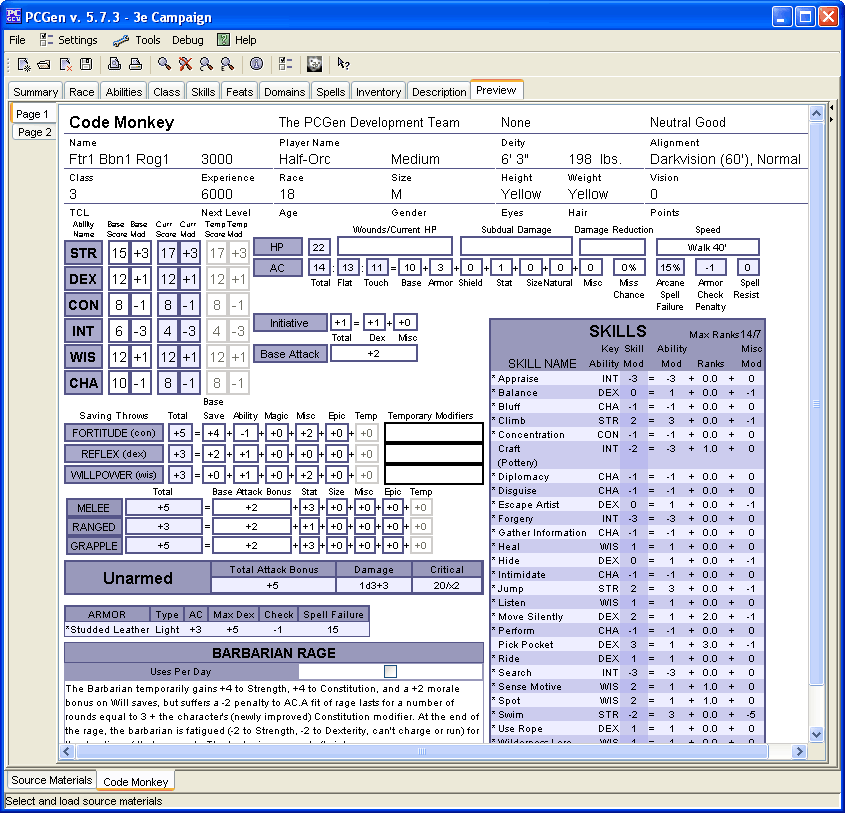 PCGen v. 5.7.3 - 3e Campaign
File Settings Tools Debug Help
Summary Race Abilities Class Skills Feats Domains Spells Inventory Description Preview
Page 1
Page 2
Code Monkey The PCGen Development Team None Neutral Good
Name Player Name Deity Alignment
Ftr1 Bbn1 Rog1 3000 Half-Orc Medium 6' 3" 198 lbs. Darkvision (60'), Normal
Class Experience Race Size Height Weight Vision
3 6000 18 M Yellow Yellow 0
TCL Next Level Age Gender Eyes Hair Points
Ability Name Base Score Base Mod Curr Score Curr Mod Temp Score Temp Mod
STR 15 +3 17 +3 17 +3
DEX 12 +1 12 +1 12 +1
CON 8 -1 8 -1 8 -1
INT 6 -3 4 -3 4 -3
WIS 12 +1 12 +1 12 +1
CHA 10 -1 8 -1 8 -1
Wounds/Current HP Subdual Damage Damage Reduction Speed
HP 22 Walk 40'
AC 14 : 13 : 11 = 10 + 3 + 0 + 1 + 0 + 0 + 0 0% 15% -1 0
Total Flat Touch Base Armor Shield Stat Size Natural Misc Miss Chance Arcane Spell Failure Armor Check Penalty Spell Resist
Initiative +1 = +1 + +0
Total Dex Misc
Base Attack +2
Base
Saving Throws Total Save Ability Magic Misc Epic Temp Temporary Modifiers
FORTITUDE (con) +5 = +4 + -1 + +0 + +2 + +0 + +0
REFLEX (dex) +3 = +2 + +1 + +0 + +0 + +0 + +0
WILLPOWER (wis) +3 = +0 + +1 + +0 + +2 + +0 + +0
Total Base Attack Bonus Stat Size Misc Epic Temp
MELEE +5 = +2 + +3 + +0 + +0 + +0 + +0
RANGED +3 = +2 + +1 + +0 + +0 + +0 + +0
GRAPPLE +5 = +2 + +3 + +0 + +0 + +0 + +0
Unarmed Total Attack Bonus Damage Critical
+5 1d3+3 20/x2
ARMOR Type AC Max Dex Check Spell Failure
*Studded Leather Light +3 +5 -1 15
BARBARIAN RAGE
Uses Per Day
The Barbarian temporarily gains +4 to Strength, +4 to Constitution, and a +2 morale
bonus on Will saves, but suffers a -2 penalty to AC.A fit of rage lasts for a number of
rounds equal to 3 + the character's (newly improved) Constitution modifier. At the end of
the rage, the barbarian is fatigued (-2 to Strength, -2 to Dexterity, can't charge or run) for
SKILLS Max Ranks 14/7
Key Skill Ability Misc
SKILL NAME Ability Mod Mod Ranks Mod
* Appraise INT -3 = -3 + 0.0 + 0
* Balance DEX 0 = 1 + 0.0 + -1
* Bluff CHA -1 = -1 + 0.0 + 0
* Climb STR 2 = 3 + 0.0 + -1
* Concentration CON -1 = -1 + 0.0 + 0
Craft INT -2 = -3 + 1.0 + 0
(Pottery)
* Diplomacy CHA -1 = -1 + 0.0 + 0
* Disguise CHA -1 = -1 + 0.0 + 0
* Escape Artist DEX 0 = 1 + 0.0 + -1
* Forgery INT -3 = -3 + 0.0 + 0
* Gather Information CHA -1 = -1 + 0.0 + 0
* Heal WIS 1 = 1 + 0.0 + 0
* Hide DEX 0 = 1 + 0.0 + -1
* Intimidate CHA -1 = -1 + 0.0 + 0
* Jump STR 2 = 3 + 0.0 + -1
* Listen WIS 1 = 1 + 0.0 + 0
* Move Silently DEX 2 = 1 + 2.0 + -1
* Perform CHA -1 = -1 + 0.0 + 0
Pick Pocket DEX 3 = 1 + 3.0 + -1
* Ride DEX 1 = 1 + 0.0 + 0
* Search INT -3 = -3 + 0.0 + 0
* Sense Motive WIS 2 = 1 + 1.0 + 0
* Spot WIS 2 = 1 + 1.0 + 0
* Swim STR -2 = 3 + 0.0 + -5
* Use Rope DEX 1 = 1 + 0.0 + 0
Source Materials Code Monkey
Select and load source materials